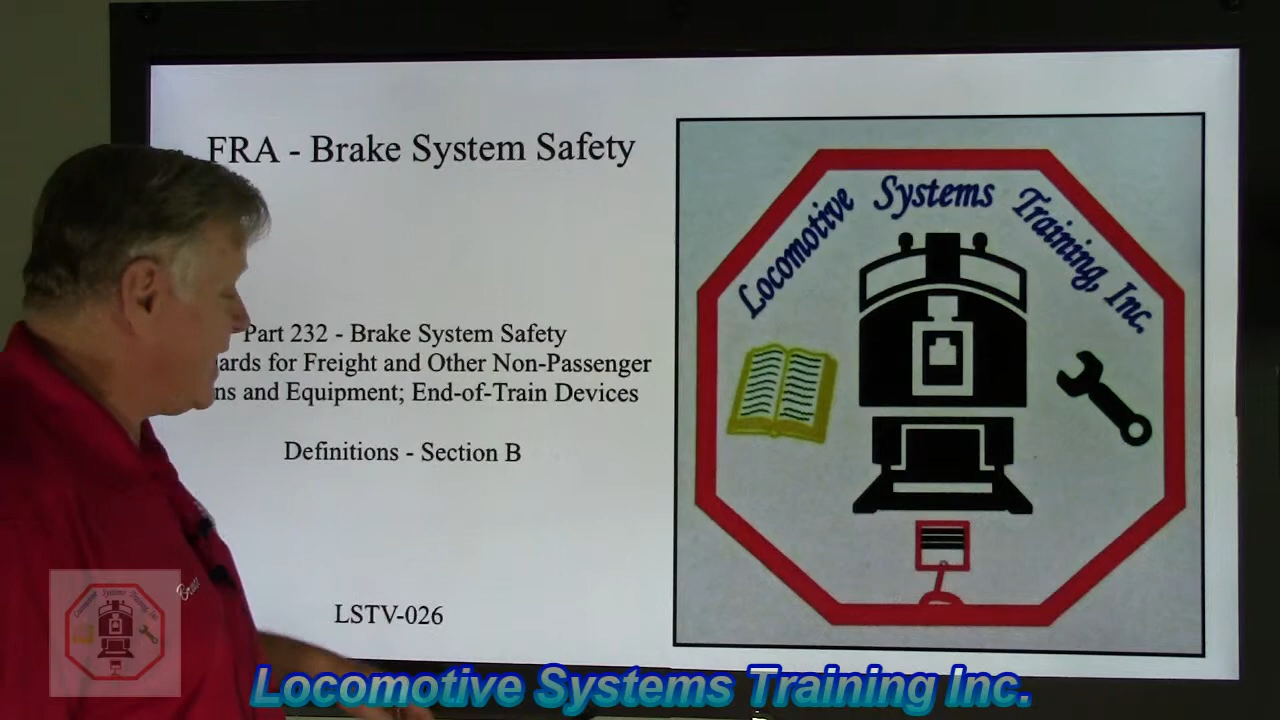 FRA - Brake System Safety
Part 232 - Brake System Safety
ards for Freight and Other Non-Passenger
ns and Equipment; End-of-Train Devices
Definitions - Section B
LSTV-026
Locomotive Systems Training, Inc.
Locomotive Systems Training Inc.